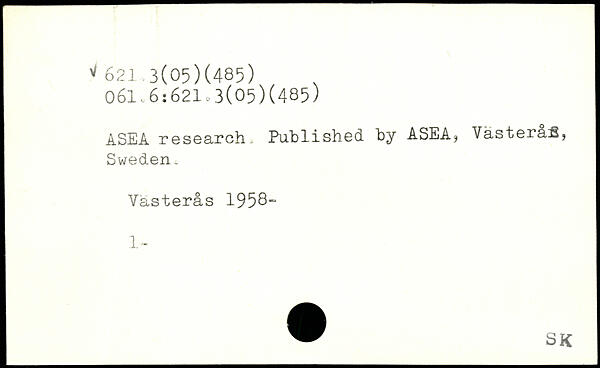 √ 621.3(05)(485)
061.6:621.3(05)(485)
ASEA research. Published by ASEA, Västerås,
Sweden.
Västerås 1958-
1-
SK